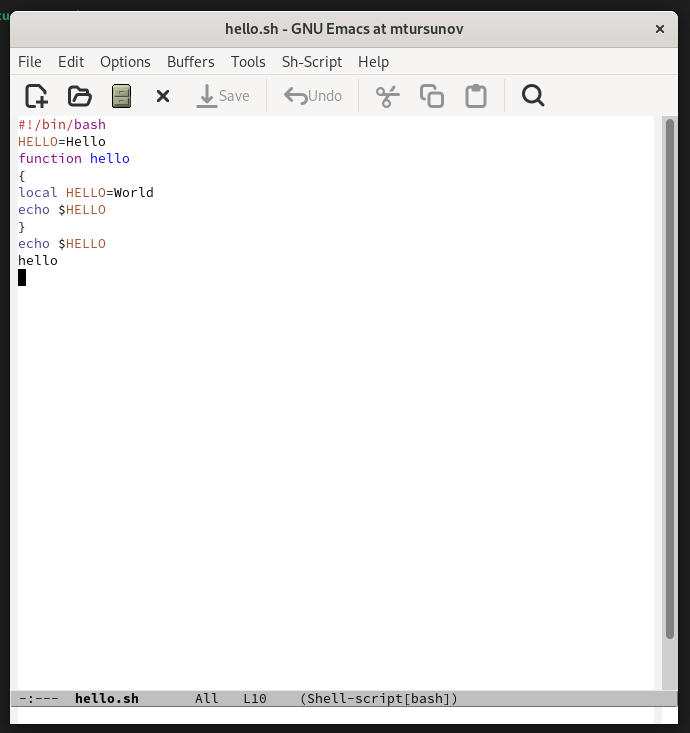 hello.sh - GNU Emacs at mtursunov
File Edit Options Buffers Tools Sh-Script Help
Save Undo
#!/bin/bash
HELLO=Hello
function hello
{
local HELLO=World
echo $HELLO
}
echo $HELLO
hello
-:--- hello.sh All L10 (Shell-script[bash])